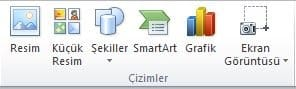 Resim
Küçük
Resim
Şekiller
SmartArt
Grafik
Ekran
Görüntüsü
Çizimler